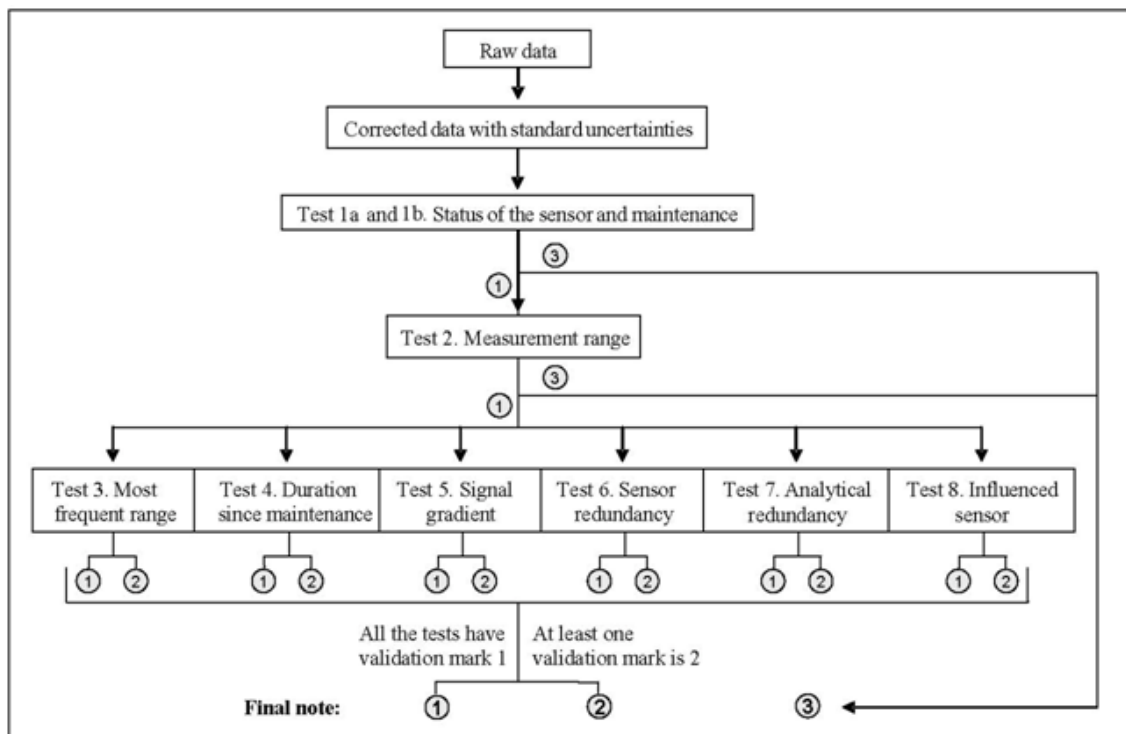 Raw data
Corrected data with standard uncertainties
Test 1a and 1b. Status of the sensor and maintenance
3
1
Test 2. Measurement range
3
1
Test 3. Most
frequent range
Test 4. Duration
since maintenance
Test 5. Signal
gradient
Test 6. Sensor
redundancy
Test 7. Analytical
redundancy
Test 8. Influenced
sensor
1 2 1 2 1 2 1 2 1 2 1 2
All the tests have
validation mark 1
At least one
validation mark is 2
Final note: 1 2 3